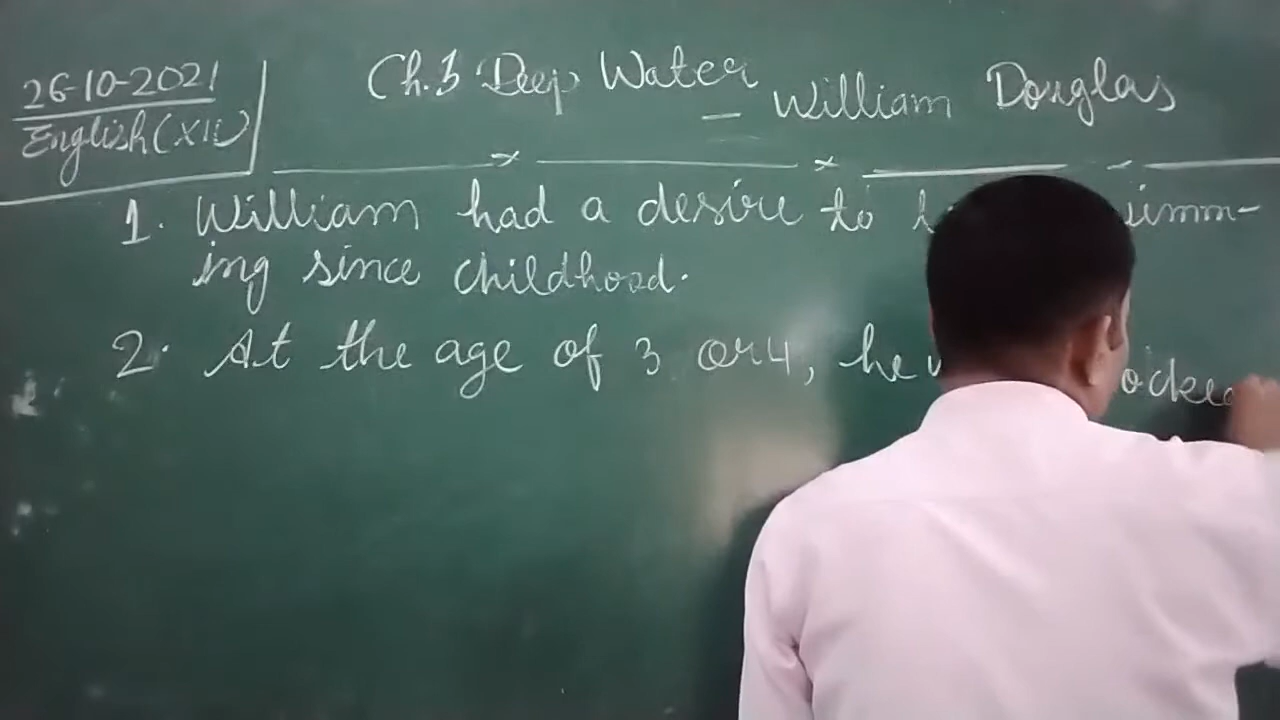 26-10-2021
English (XII)
Ch.3 Deep Water - William Douglas
1. William had a desire to
ing since childhood.
2. At the age of 3 or 4, he